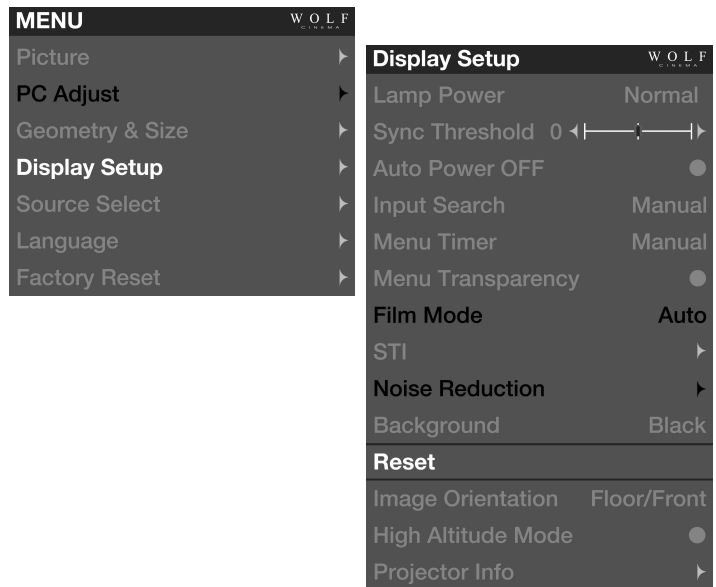 MENU WOLF
CINEMA
Picture
PC Adjust
Geometry & Size
Display Setup
Source Select
Language
Factory Reset
Display Setup WOLF
CINEMA
Lamp Power Normal
Sync Threshold 0
Auto Power OFF
Input Search Manual
Menu Timer Manual
Menu Transparency
Film Mode Auto
STI
Noise Reduction
Background Black
Reset
Image Orientation Floor/Front
High Altitude Mode
Projector Info